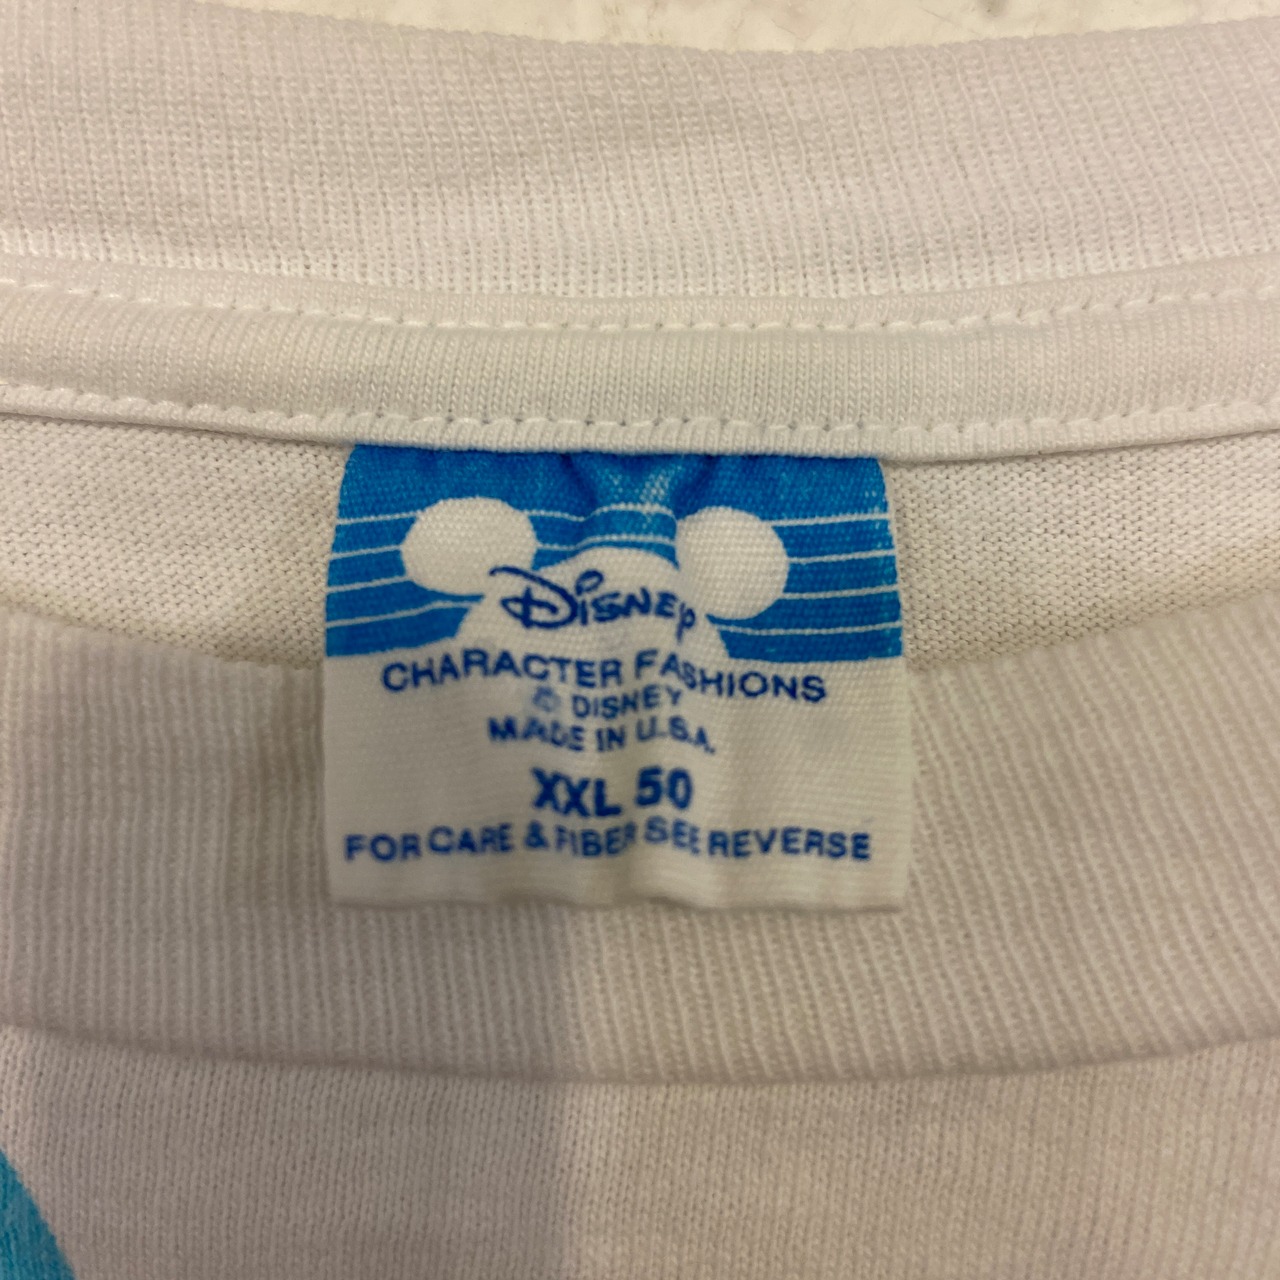 Disney
CHARACTER FASHIONS
© DISNEY
MADE IN U.S.A.
XXL 50
FOR CARE & FIBER SEE REVERSE